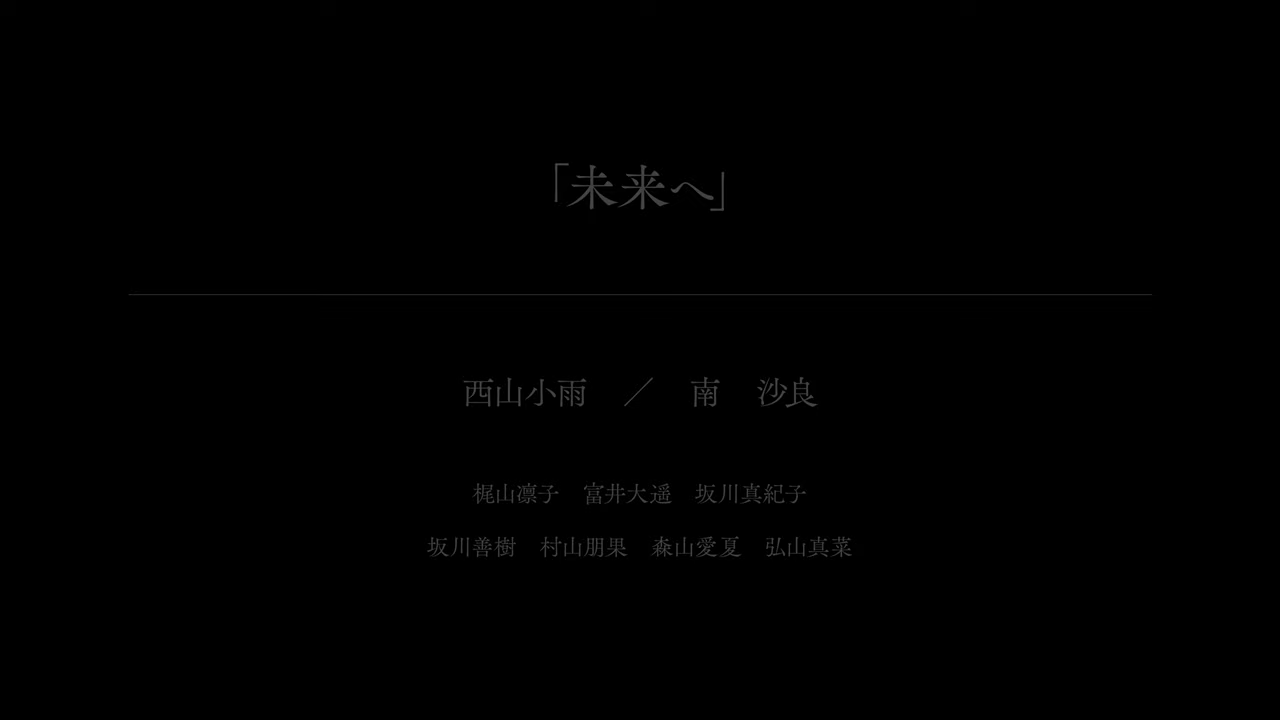 「未来へ」
西山小雨　／　南　沙良
梶山凛子　富井大遥　坂川真紀子
坂川善樹　村山朋果　森山愛夏　弘山真菜